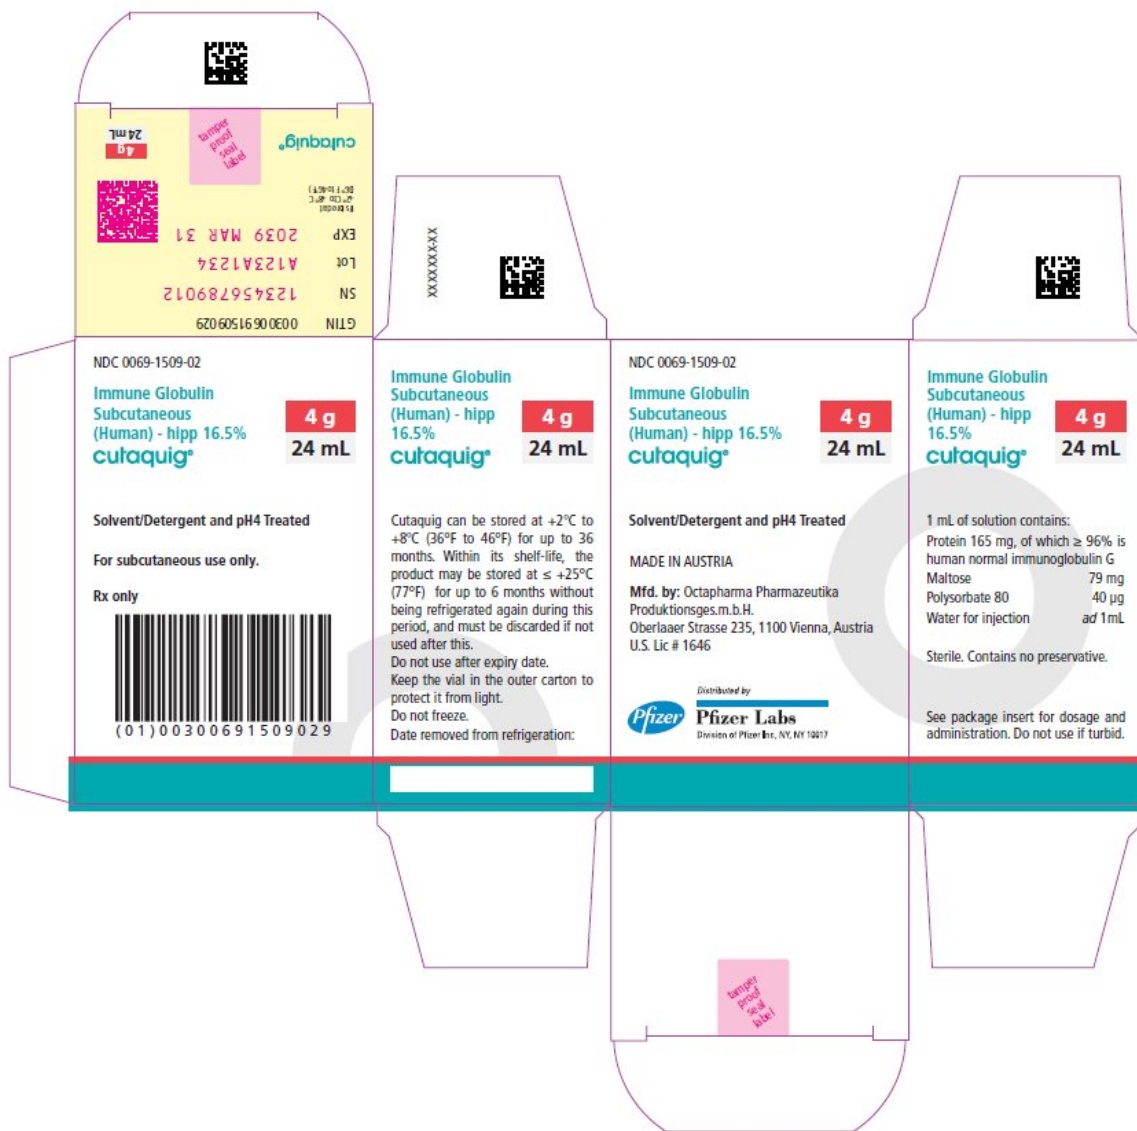 4g
24 mL
tamper
proof
seal
label
cutaquig®
EXP 2039 MAR 31
Lot A123A1234
SN 12345678901 2
GTIN 00300691509029
XXXXXXXX-XX
NDC 0069-1509-02
Immune Globulin
Subcutaneous
(Human) - hipp 16.5%
cutaquig®
4 g
24 mL
Solvent/Detergent and pH4 Treated
For subcutaneous use only.
Rx only
(01)00300691509029
Immune Globulin
Subcutaneous
(Human) - hipp
16.5%
cutaquig®
4 g
24 mL
Cutaquig can be stored at +2°C to
+8°C (36°F to 46°F) for up to 36
months. Within its shelf-life, the
product may be stored at ≤ +25°C
(77°F) for up to 6 months without
being refrigerated again during this
period, and must be discarded if not
used after this.
Do not use after expiry date.
Keep the vial in the outer carton to
protect it from light.
Do not freeze.
Date removed from refrigeration:
NDC 0069-1509-02
Immune Globulin
Subcutaneous
(Human) - hipp 16.5%
cutaquig®
4 g
24 mL
Solvent/Detergent and pH4 Treated
MADE IN AUSTRIA
Mfd. by: Octapharma Pharmazeutika
Produktionsges.m.b.H.
Oberlaaer Strasse 235, 1100 Vienna, Austria
U.S. Lic # 1646
Pfizer
Distributed by
Pfizer Labs
Division of Pfizer Inc, NY, NY 10017
Immune Globulin
Subcutaneous
(Human) - hipp
16.5%
cutaquig®
4 g
24 mL
1 mL of solution contains:
Protein 165 mg, of which ≥ 96% is
human normal immunoglobulin G
Maltose 79 mg
Polysorbate 80 40 µg
Water for injection ad 1mL
Sterile. Contains no preservative.
See package insert for dosage and
administration. Do not use if turbid.
tamper
proof
seal
label